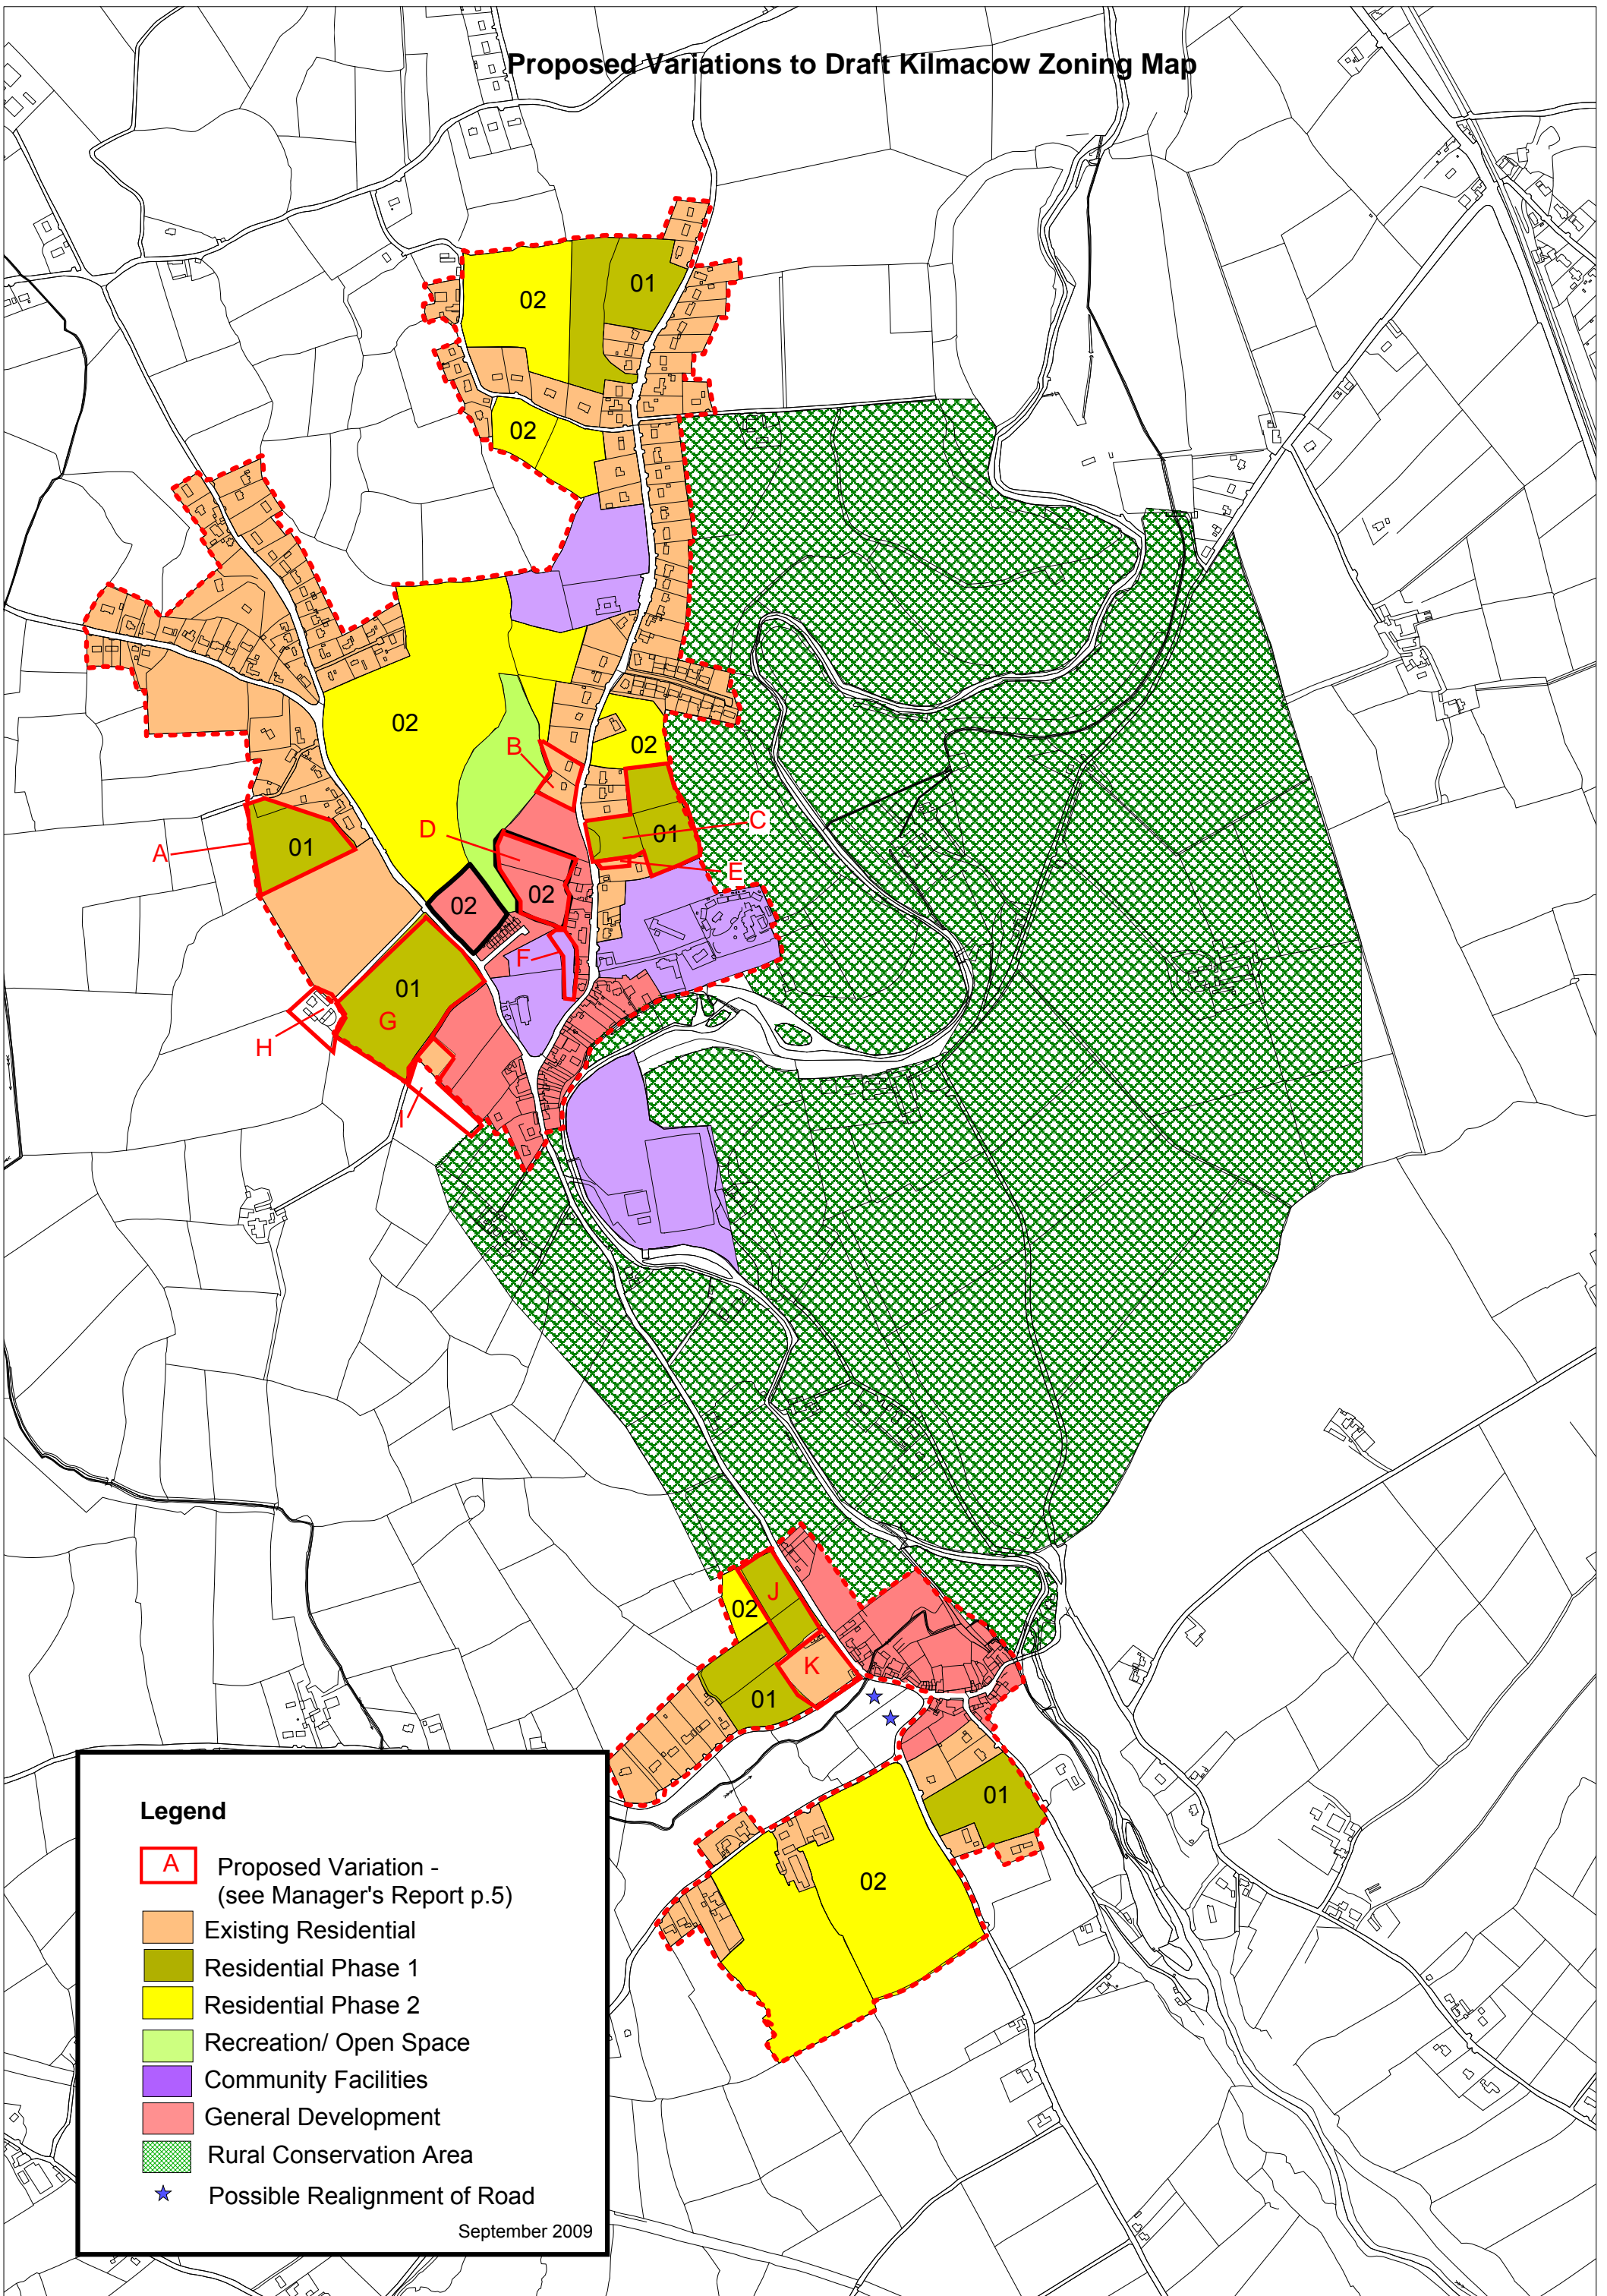 Proposed Variations to Draft Kilmacow Zoning Map
01
02
02
02
B
02
D
C
01
A
01
E
02
02
F
01
G
H
I
J
02
K
01
01
02
Legend
A Proposed Variation -
(see Manager's Report p.5)
Existing Residential
Residential Phase 1
Residential Phase 2
Recreation/ Open Space
Community Facilities
General Development
Rural Conservation Area
Possible Realignment of Road
September 2009